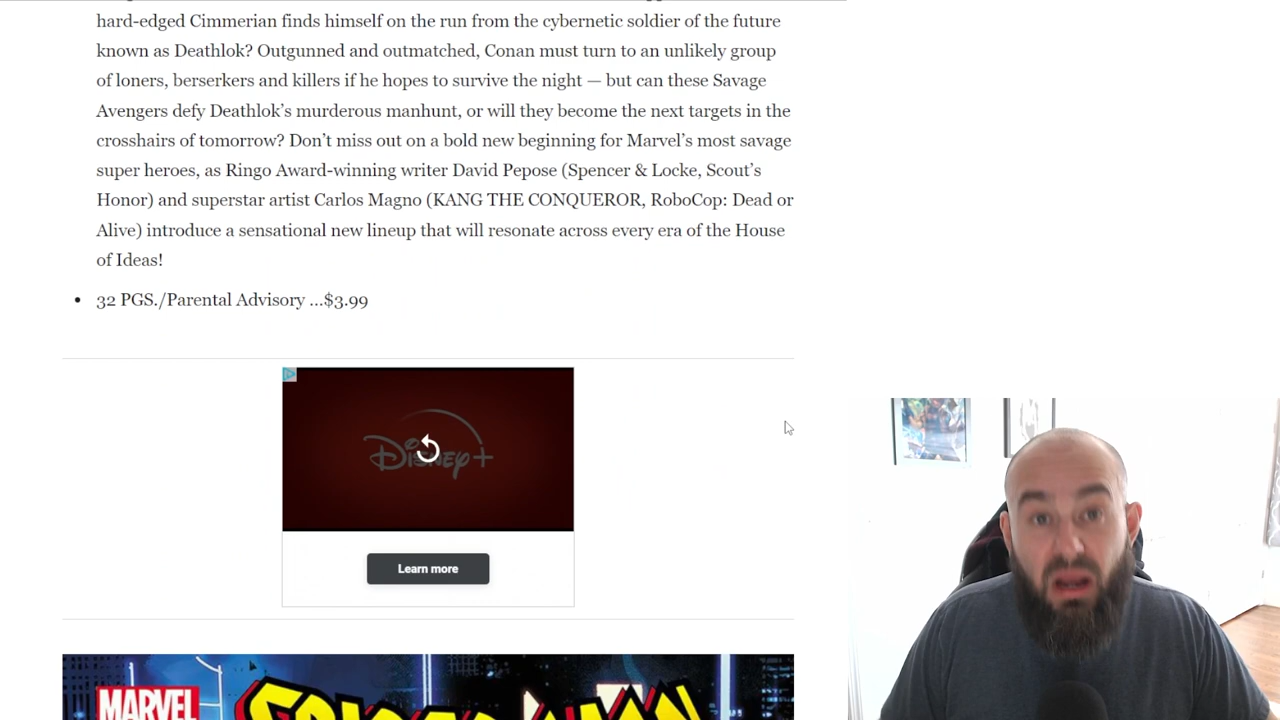 hard-edged Cimmerian finds himself on the run from the cybernetic soldier of the future
known as Deathlok? Outgunned and outmatched, Conan must turn to an unlikely group
of loners, berserkers and killers if he hopes to survive the night — but can these Savage
Avengers defy Deathlok’s murderous manhunt, or will they become the next targets in the
crosshairs of tomorrow? Don’t miss out on a bold new beginning for Marvel’s most savage
super heroes, as Ringo Award-winning writer David Pepose (Spencer & Locke, Scout’s
Honor) and superstar artist Carlos Magno (KANG THE CONQUEROR, RoboCop: Dead or
Alive) introduce a sensational new lineup that will resonate across every era of the House
of Ideas!
• 32 PGS./Parental Advisory …$3.99
Disney+
Learn more
MARVEL
SPIDER-MAN